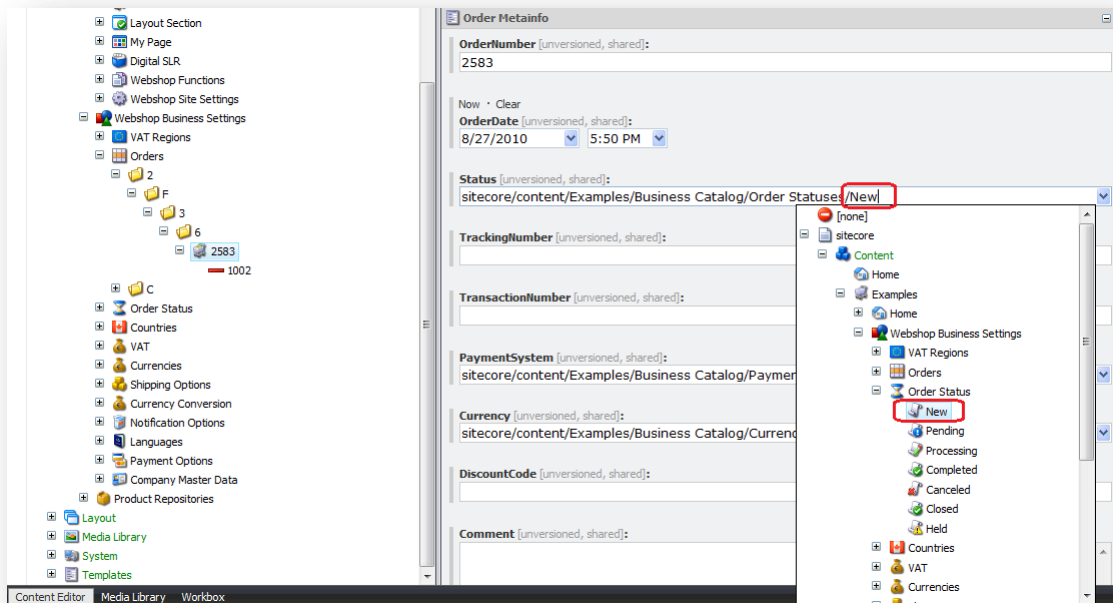 Layout Section
My Page
Digital SLR
Webshop Functions
Webshop Site Settings
Webshop Business Settings
VAT Regions
Orders
2
F
3
6
2583
1002
C
Order Status
Countries
VAT
Currencies
Shipping Options
Currency Conversion
Notification Options
Languages
Payment Options
Company Master Data
Product Repositories
Layout
Media Library
System
Templates
Content Editor Media Library Workbox
Order Metainfo
OrderNumber [unversioned, shared]:
2583
Now · Clear
OrderDate [unversioned, shared]:
8/27/2010 5:50 PM
Status [unversioned, shared]:
sitecore/content/Examples/Business Catalog/Order Statuses/New
TrackingNumber [unversioned, shared]:
TransactionNumber [unversioned, shared]:
PaymentSystem [unversioned, shared]:
sitecore/content/Examples/Business Catalog/Paymer
Currency [unversioned, shared]:
sitecore/content/Examples/Business Catalog/Currenc
DiscountCode [unversioned, shared]:
Comment [unversioned, shared]:
[none]
sitecore
Content
Home
Examples
Home
Webshop Business Settings
VAT Regions
Orders
Order Status
New
Pending
Processing
Completed
Canceled
Closed
Held
Countries
VAT
Currencies